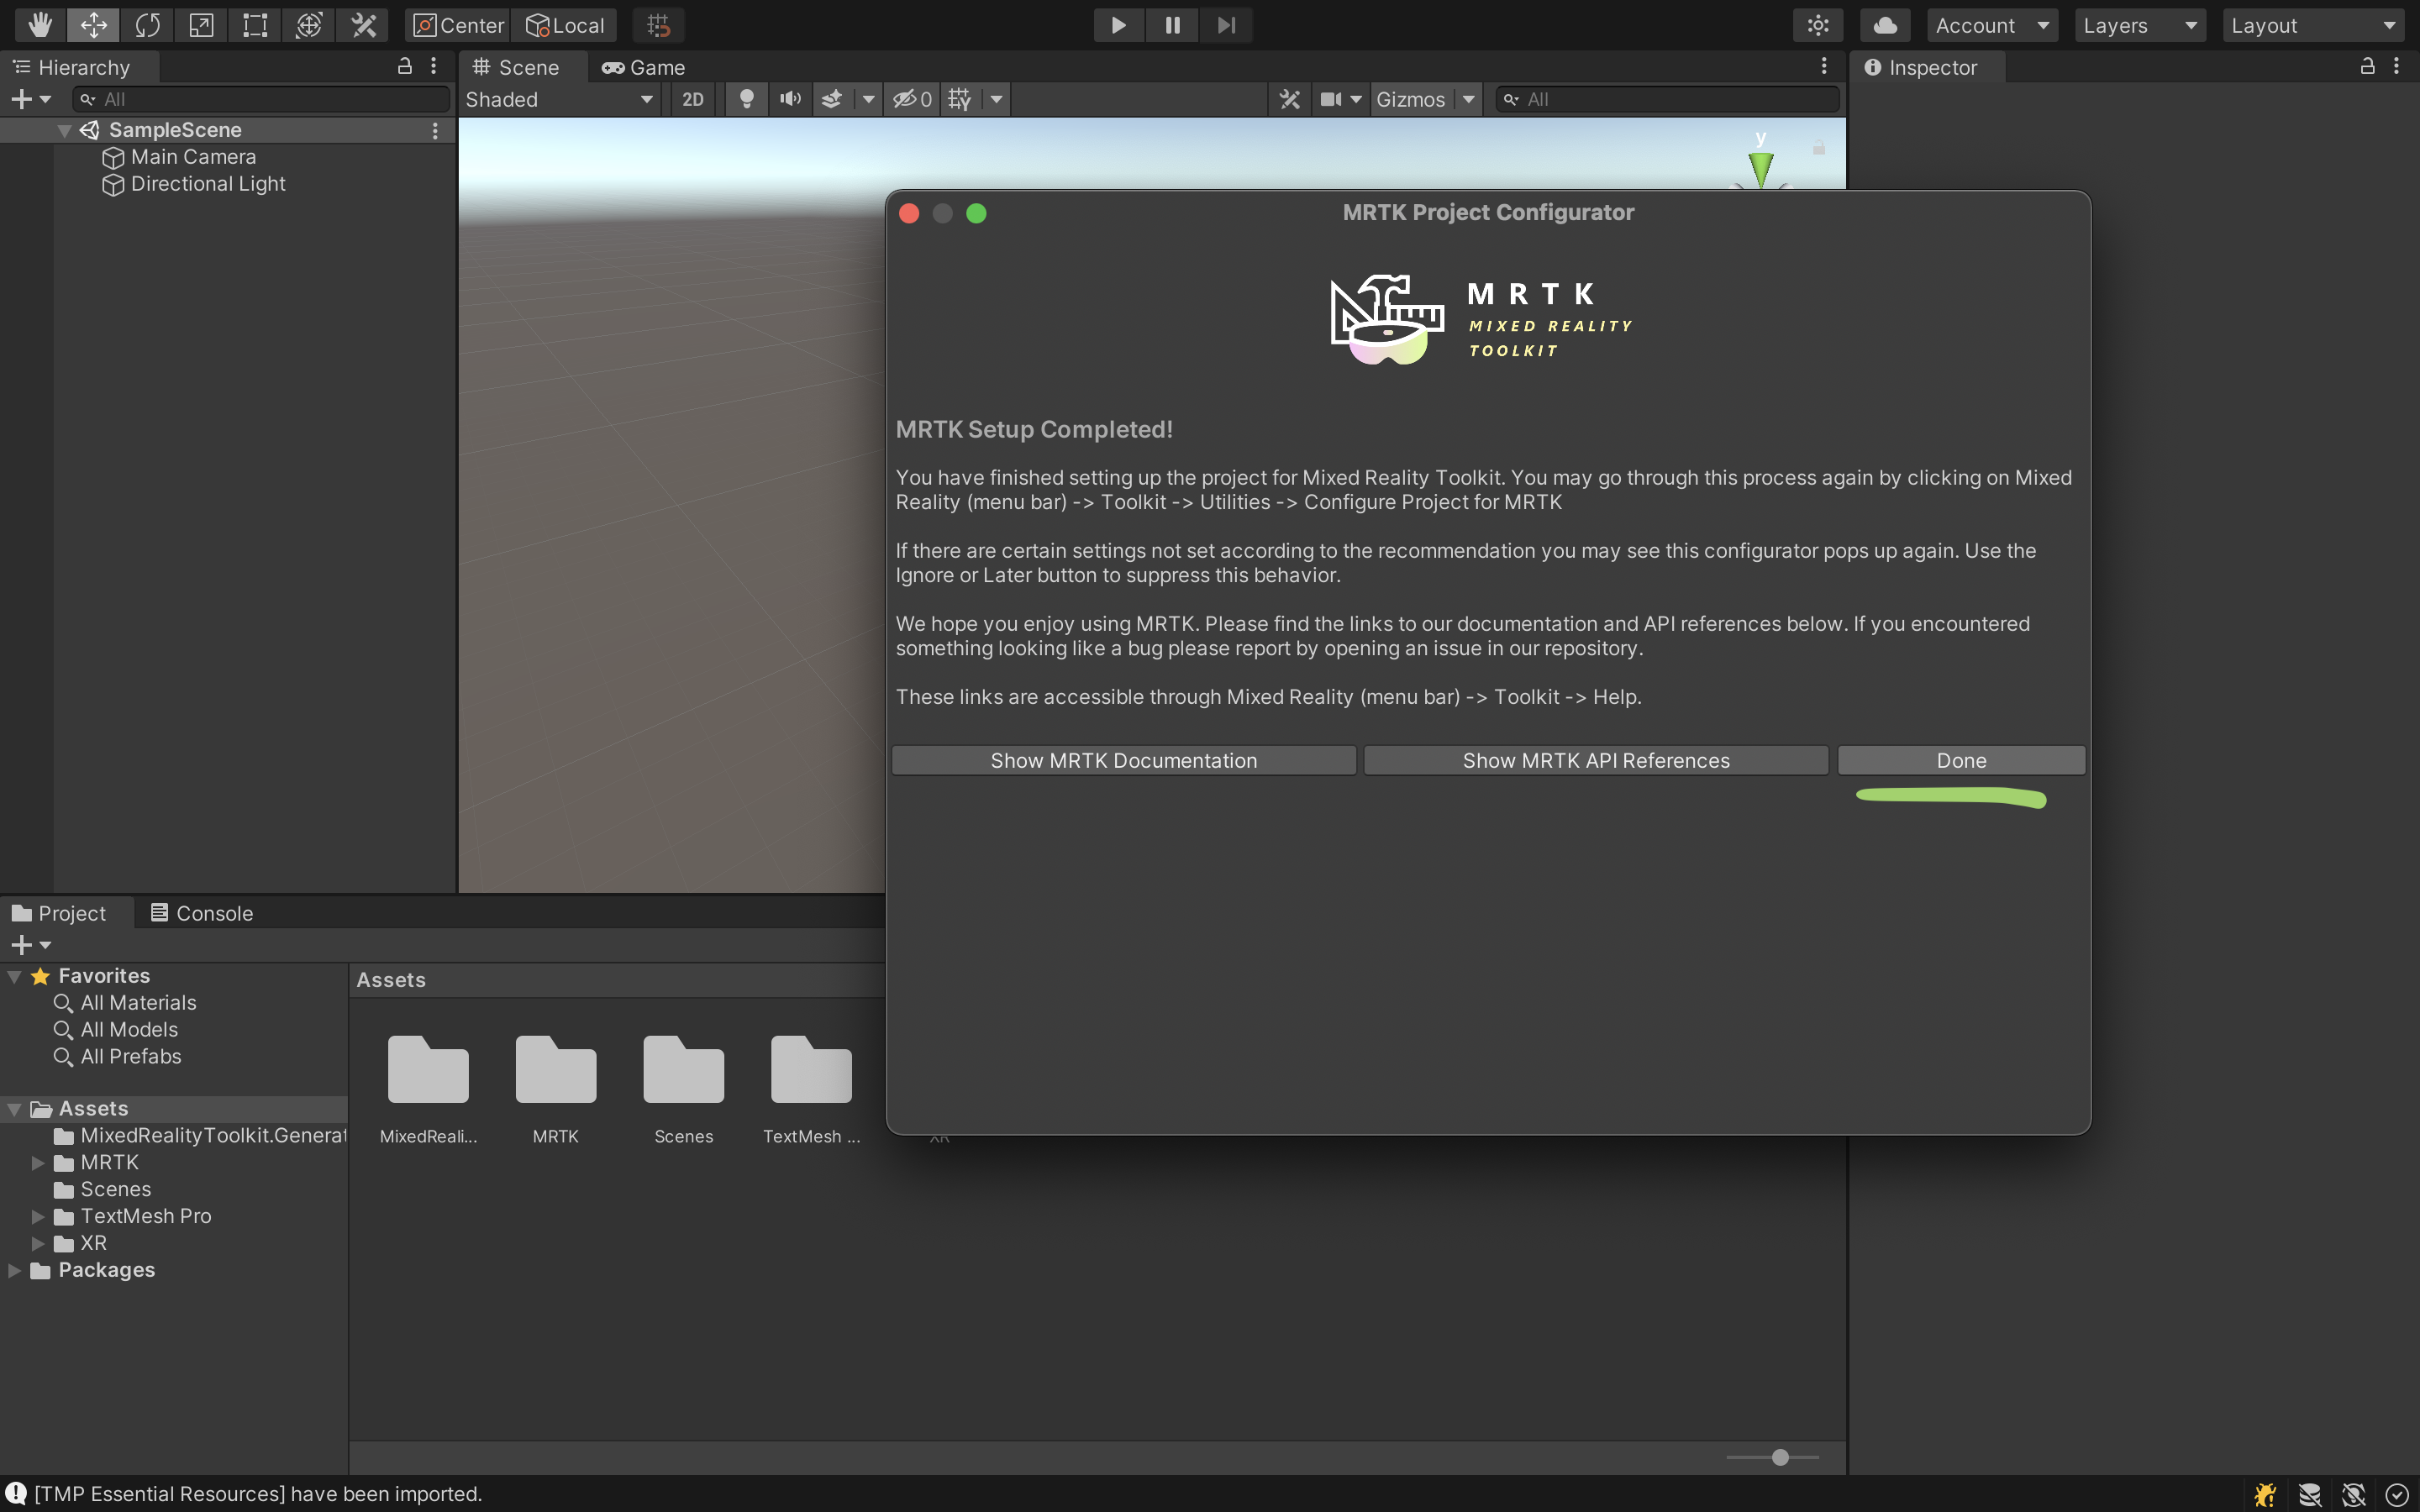 Center Local
Account Layers Layout
Hierarchy
Scene Game
Inspector
All
Shaded 2D 0 Gizmos All
SampleScene
Main Camera
Directional Light
y
MRTK Project Configurator
MRTK
MIXED REALITY
TOOLKIT
MRTK Setup Completed!
You have finished setting up the project for Mixed Reality Toolkit. You may go through this process again by clicking on Mixed
Reality (menu bar) -> Toolkit -> Utilities -> Configure Project for MRTK
If there are certain settings not set according to the recommendation you may see this configurator pops up again. Use the
Ignore or Later button to suppress this behavior.
We hope you enjoy using MRTK. Please find the links to our documentation and API references below. If you encountered
something looking like a bug please report by opening an issue in our repository.
These links are accessible through Mixed Reality (menu bar) -> Toolkit -> Help.
Show MRTK Documentation Show MRTK API References Done
Project Console
Favorites
All Materials
All Models
All Prefabs
Assets
MixedRealityToolkit.Generat
MRTK
Scenes
TextMesh Pro
XR
Packages
Assets
MixedReali... MRTK Scenes TextMesh ... XR
[TMP Essential Resources] have been imported.